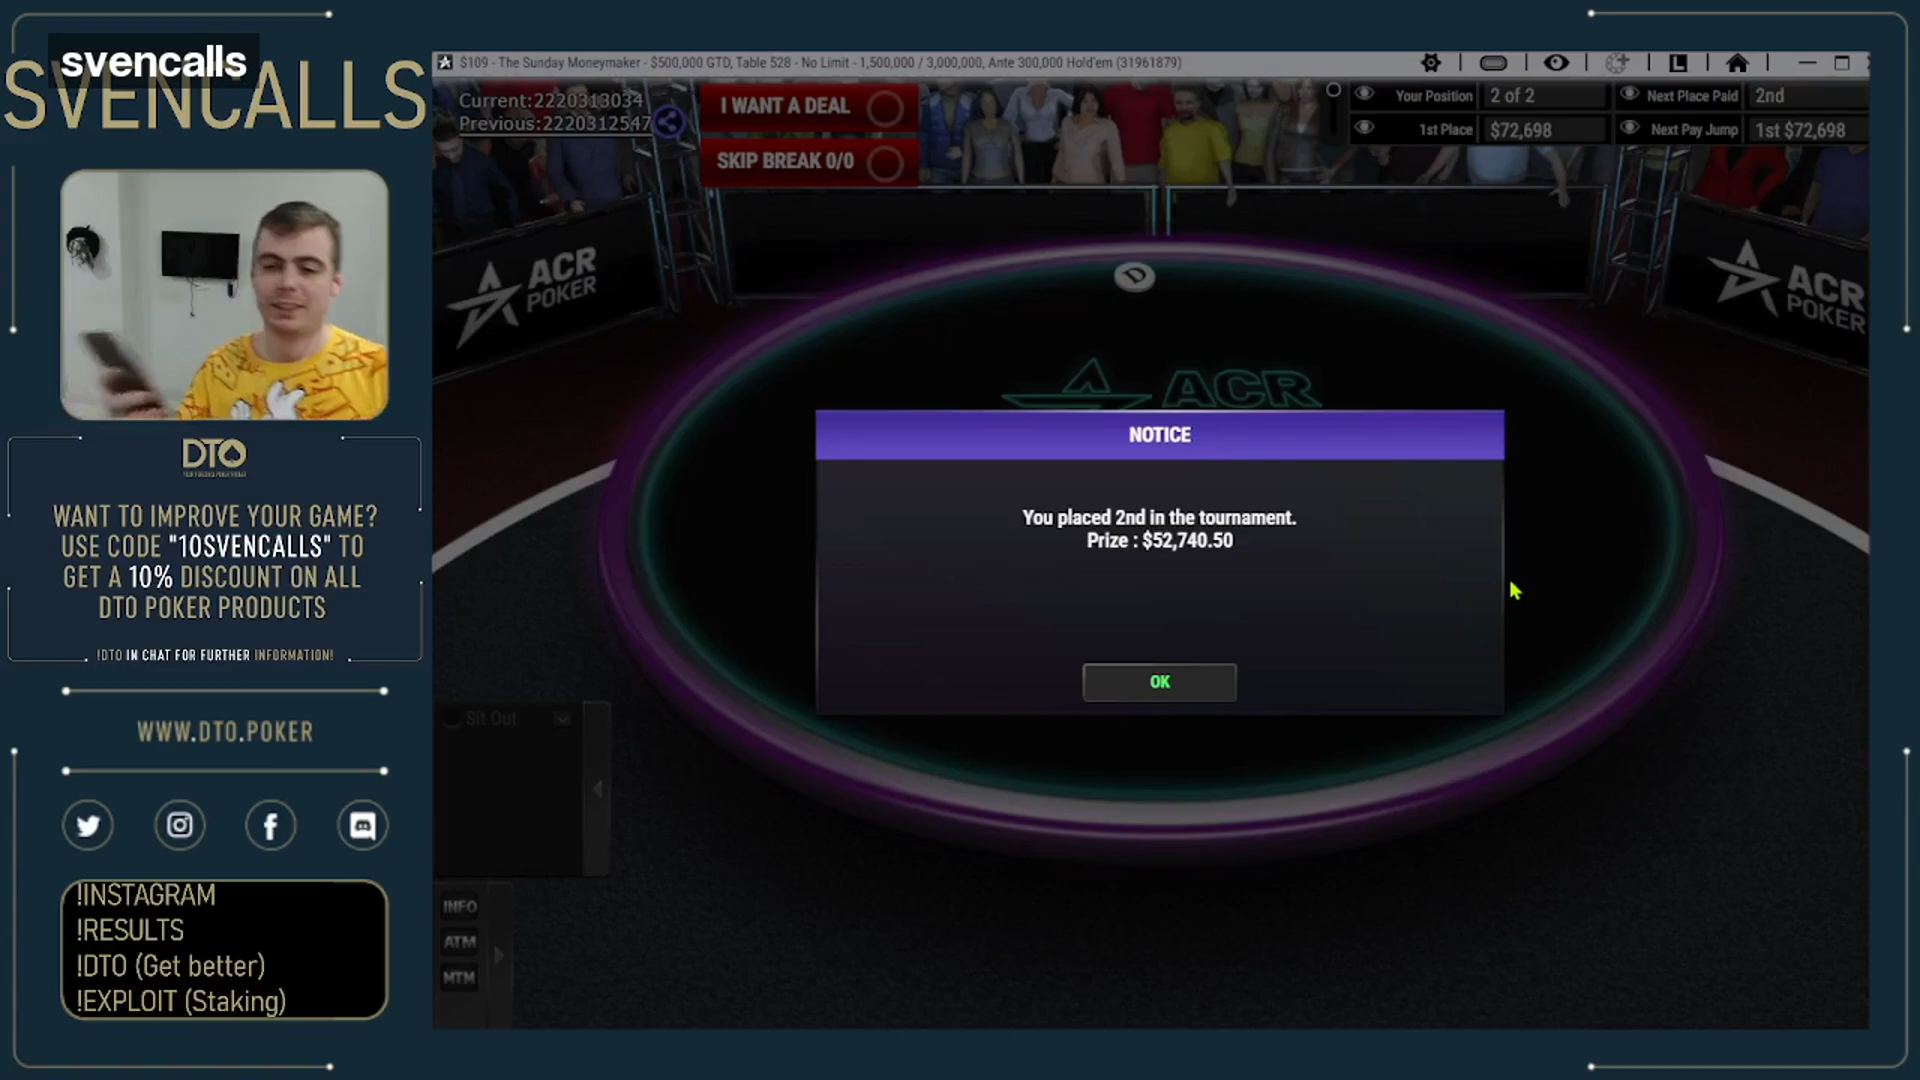 svencalls
SVENCALLS
$109 - The Sunday Moneymaker - $500,000 GTD, Table 528 - No Limit - 1,500,000 / 3,000,000, Ante 300,000 Hold'em (31961879)
Current:2220313034
Previous:2220312547
I WANT A DEAL
SKIP BREAK 0/0
Your Position 2 of 2 Next Place Paid 2nd
1st Place $72,698 Next Pay Jump 1st $72,698
ACR
POKER
ACR
POKER
D
ACR
NOTICE
You placed 2nd in the tournament.
Prize : $52,740.50
OK
DTO
WANT TO IMPROVE YOUR GAME?
USE CODE "10SVENCALLS" TO
GET A 10% DISCOUNT ON ALL
DTO POKER PRODUCTS
!DTO IN CHAT FOR FURTHER INFORMATION!
WWW.DTO.POKER
!INSTAGRAM
!RESULTS
!DTO (Get better)
!EXPLOIT (Staking)
Sit Out
INFO
ATM
MTM